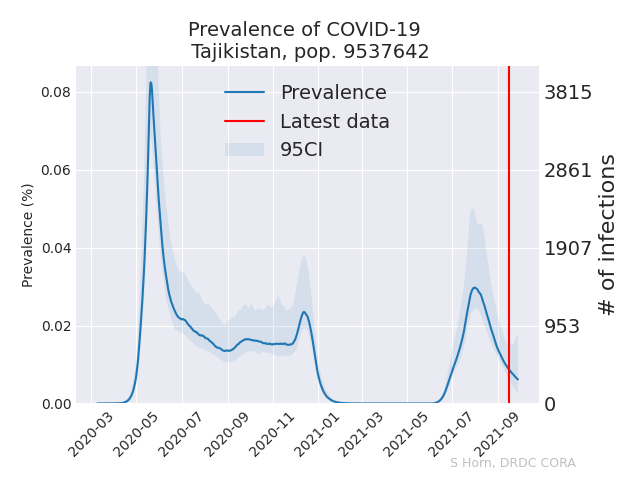 Prevalence of COVID-19
Tajikistan, pop. 9537642
Prevalence
Latest data
95CI
Prevalence (%)
0.08
0.06
0.04
0.02
0.00
3815
2861
1907
953
0
# of infections
2020-03
2020-05
2020-07
2020-09
2020-11
2021-01
2021-03
2021-05
2021-07
2021-09
S Horn, DRDC CORA